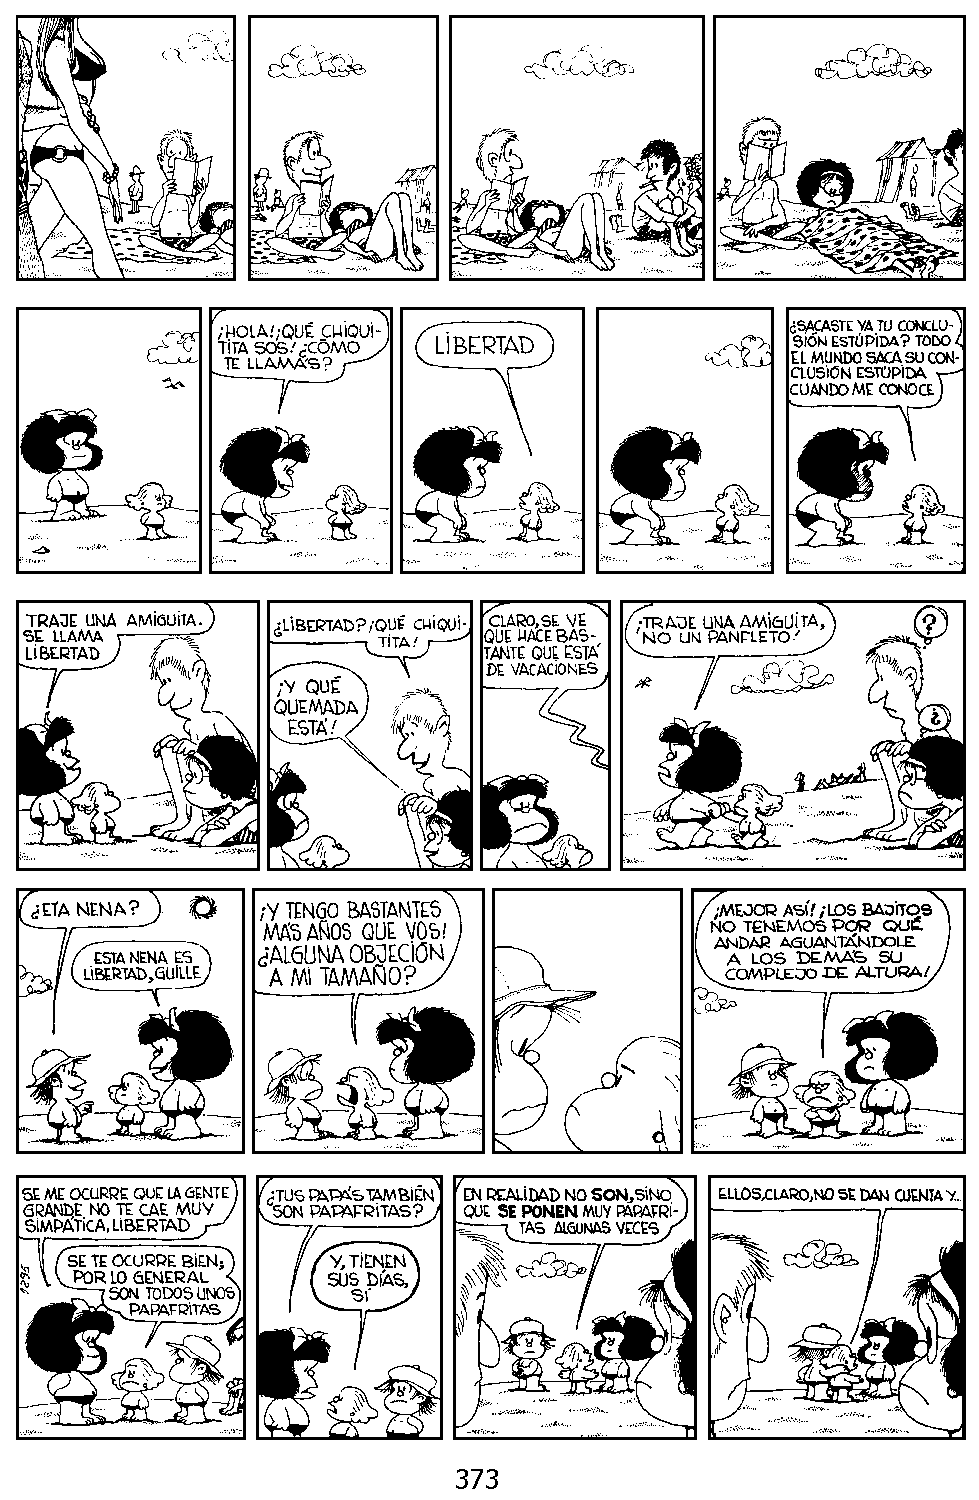 ¡HOLA! ¡QUÉ CHIQUI-
TITA SOS! ¿CÓMO
TE LLAMÁS?
LIBERTAD
¿SACASTE YA TU CONCLU-
SIÓN ESTÚPIDA? TODO
EL MUNDO SACA SU CON-
CLUSIÓN ESTÚPIDA
CUANDO ME CONOCE
TRAJE UNA AMIGUITA.
SE LLAMA
LIBERTAD
¿LIBERTAD? ¡QUÉ CHIQUI-
TITA!
¡Y QUÉ
QUEMADA
ESTÁ!
CLARO, SE VE
QUE HACE BAS-
TANTE QUE ESTÁ
DE VACACIONES
¡TRAJE UNA AMIGUITA,
NO UN PANFLETO!
?
¿
¿ETA NENA?
ESTA NENA ES
LIBERTAD, GUILLE
¡Y TENGO BASTANTES
MÁS AÑOS QUE VOS!
¿ALGUNA OBJECIÓN
A MI TAMAÑO?
¡MEJOR ASÍ! ¡LOS BAJITOS
NO TENEMOS POR QUÉ
ANDAR AGUANTÁNDOLE
A LOS DEMÁS SU
COMPLEJO DE ALTURA!
SE ME OCURRE QUE LA GENTE
GRANDE NO TE CAE MUY
SIMPÁTICA, LIBERTAD
SE TE OCURRE BIEN;
POR LO GENERAL
SON TODOS UNOS
PAPAFRITAS
1295
¿TUS PAPÁS TAMBIÉN
SON PAPAFRITAS?
Y, TIENEN
SUS DÍAS,
SÍ
EN REALIDAD NO SON, SINO
QUE SE PONEN MUY PAPAFRI-
TAS ALGUNAS VECES
ELLOS, CLARO, NO SE DAN CUENTA Y..
373